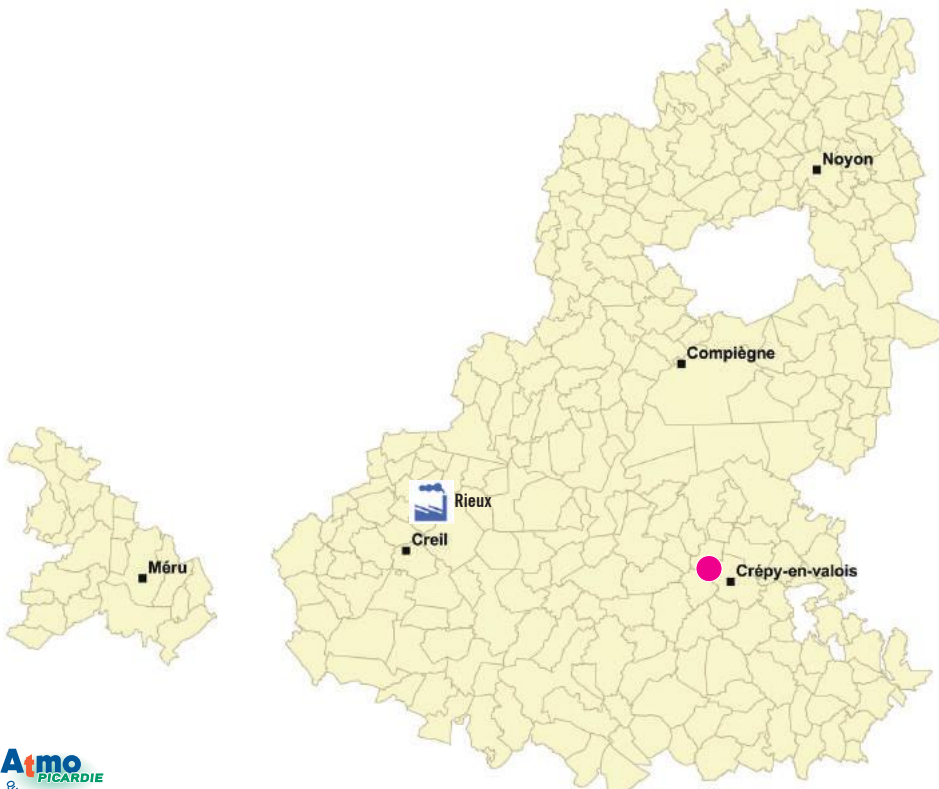 Noyon
Compiègne
Rieux
Creil
Méru
Crépy-en-valois
Atmo
PICARDIE